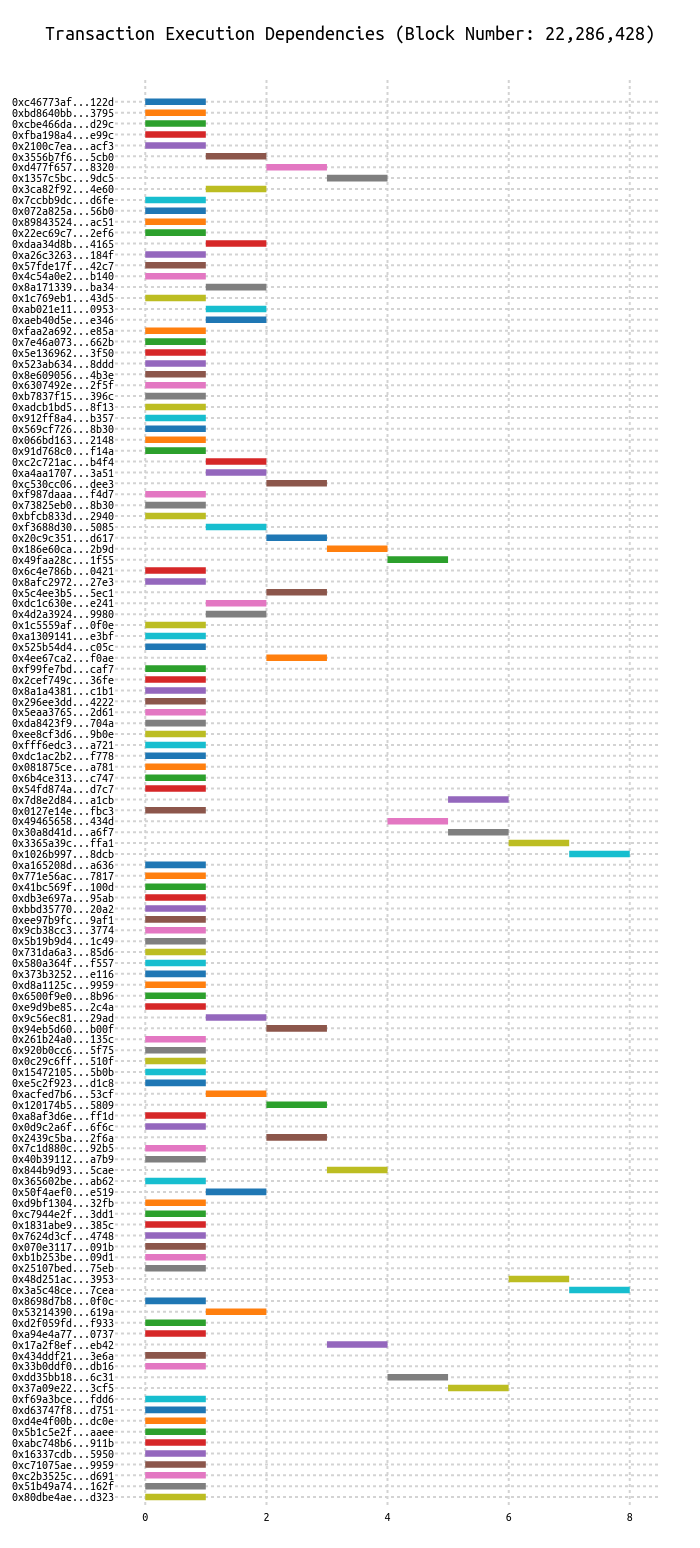 Transaction Execution Dependencies (Block Number: 22,286,428)
0xc46773af...122d
0xbd8640bb...3795
0xcbe466da...d29c
0xfba198a4...e99c
0x2100c7ea...acf3
0x3556b7f6...5cb0
0xd477f657...8320
0x1357c5bc...9dc5
0x3ca82f92...4e60
0x7ccbb9dc...d6fe
0x072a825a...56b0
0x89843524...ac51
0x22ec69c7...2ef6
0xdaa34d8b...4165
0xa26c3263...184f
0x57fde17f...42c7
0x4c54a0e2...b140
0x8a171339...ba34
0x1c769eb1...43d5
0xab021e11...0953
0xaeb40d5e...e346
0xfaa2a692...e85a
0x7e46a073...662b
0x5e136962...3f50
0x523ab634...8ddd
0x8e609056...4b3e
0x6307492e...2f5f
0xb7837f15...396c
0xadcb1bd5...8f13
0x912ff8a4...b357
0x569cf726...8b30
0x066bd163...2148
0x91d768c0...f14a
0xc2c721ac...b4f4
0xa4aa1707...3a51
0xc530cc06...dee3
0xf987daaa...f4d7
0x73825eb0...8b30
0xbfcb833d...2940
0xf3688d30...5085
0x20c9c351...d617
0x186e60ca...2b9d
0x49faa28c...1f55
0x6c4e786b...0421
0x8afc2972...27e3
0x5c4ee3b5...5ec1
0xdc1c630e...e241
0x4d2a3924...9980
0x1c5559af...0f0e
0xa1309141...e3bf
0x525b54d4...c05c
0x4ee67ca2...f0ae
0xf99fe7bd...caf7
0x2cef749c...36fe
0x8a1a4381...c1b1
0x296ee3dd...4222
0x5eaa3765...2d61
0xda8423f9...704a
0xee8cf3d6...9b0e
0xfff6edc3...a721
0xdc1ac2b2...f778
0x081875ce...a781
0x6b4ce313...c747
0x54fd874a...d7c7
0x7d8e2d84...a1cb
0x0127e14e...fbc3
0x49465658...434d
0x30a8d41d...a6f7
0x3365a39c...ffa1
0x1026b997...8dcb
0xa165208d...a636
0x771e56ac...7817
0x41bc569f...100d
0xdb3e697a...95ab
0xbbd35770...20a2
0xee97b9fc...9af1
0x9cb38cc3...3774
0x5b19b9d4...1c49
0x731da6a3...85d6
0x580a364f...f557
0x373b3252...e116
0xd8a1125c...9959
0x6500f9e0...8b96
0xe9d9be85...2c4a
0x9c56ec81...29ad
0x94eb5d60...b00f
0x261b24a0...135c
0x920b0cc6...5f75
0x0c29c6ff...510f
0x15472105...5b0b
0xe5c2f923...d1c8
0xacfed7b6...53cf
0x120174b5...5809
0xa8af3d6e...ff1d
0x0d9c2a6f...6f6c
0x2439c5ba...2f6a
0x7c1d880c...92b5
0x40b39112...a7b9
0x844b9d93...5cae
0x365602be...ab62
0x50f4aef0...e519
0xd9bf1304...32fb
0xc7944e2f...3dd1
0x1831abe9...385c
0x7624d3cf...4748
0x070e3117...091b
0xb1b253be...09d1
0x25107bed...75eb
0x48d251ac...3953
0x3a5c48ce...7cea
0x8698d7b8...0f0c
0x53214390...619a
0xd2f059fd...f933
0xa94e4a77...0737
0x17a2f8ef...eb42
0x434ddf21...3e6a
0x33b0ddf0...db16
0xdd35bb18...6c31
0x37a09e22...3cf5
0xf69a3bce...fdd6
0xd63747f8...d751
0xd4e4f00b...dc0e
0x5b1c5e2f...aaee
0xabc748b6...911b
0x16337cdb...5950
0xc71075ae...9959
0xc2b3525c...d691
0x51b49a74...162f
0x80dbe4ae...d323
0 2 4 6 8